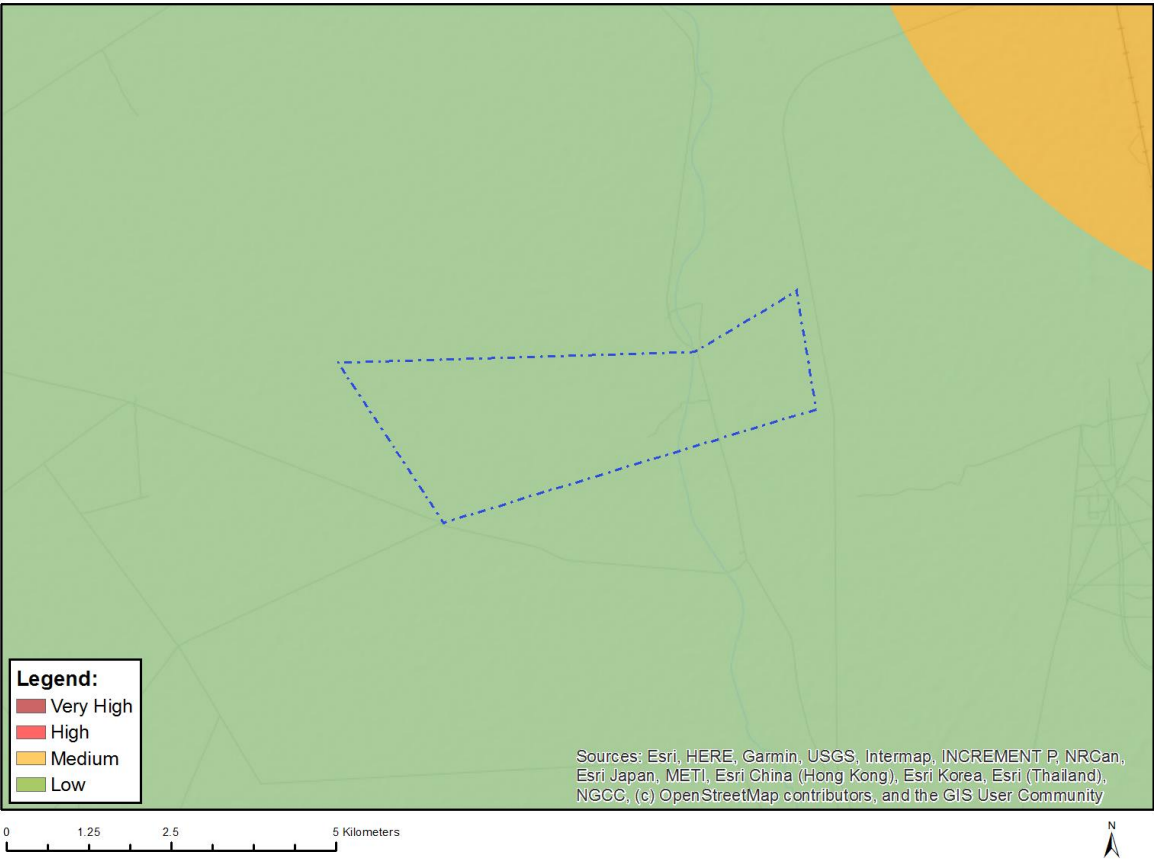 Legend:
Very High
High
Medium
Low
Sources: Esri, HERE, Garmin, USGS, Intermap, INCREMENT P, NRCan,
Esri Japan, METI, Esri China (Hong Kong), Esri Korea, Esri (Thailand),
NGCC, (c) OpenStreetMap contributors, and the GIS User Community
0 1.25 2.5 5 Kilometers
N